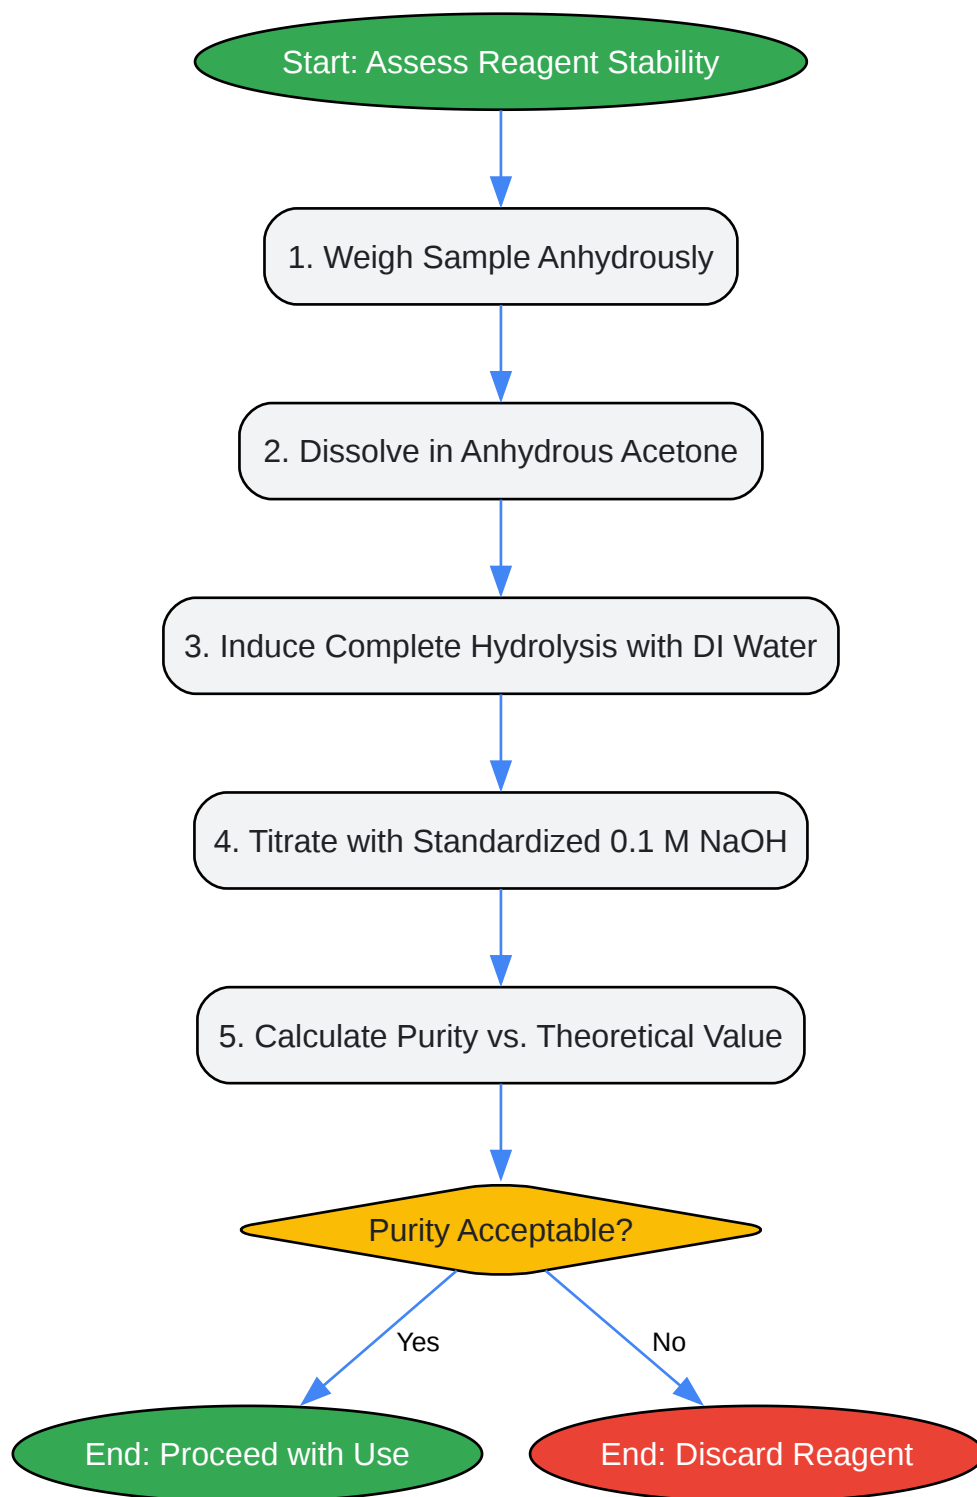 Start: Assess Reagent Stability
1. Weigh Sample Anhydrously
2. Dissolve in Anhydrous Acetone
3. Induce Complete Hydrolysis with DI Water
4. Titrate with Standardized 0.1 M NaOH
5. Calculate Purity vs. Theoretical Value
Purity Acceptable?
Yes
No
End: Proceed with Use
End: Discard Reagent